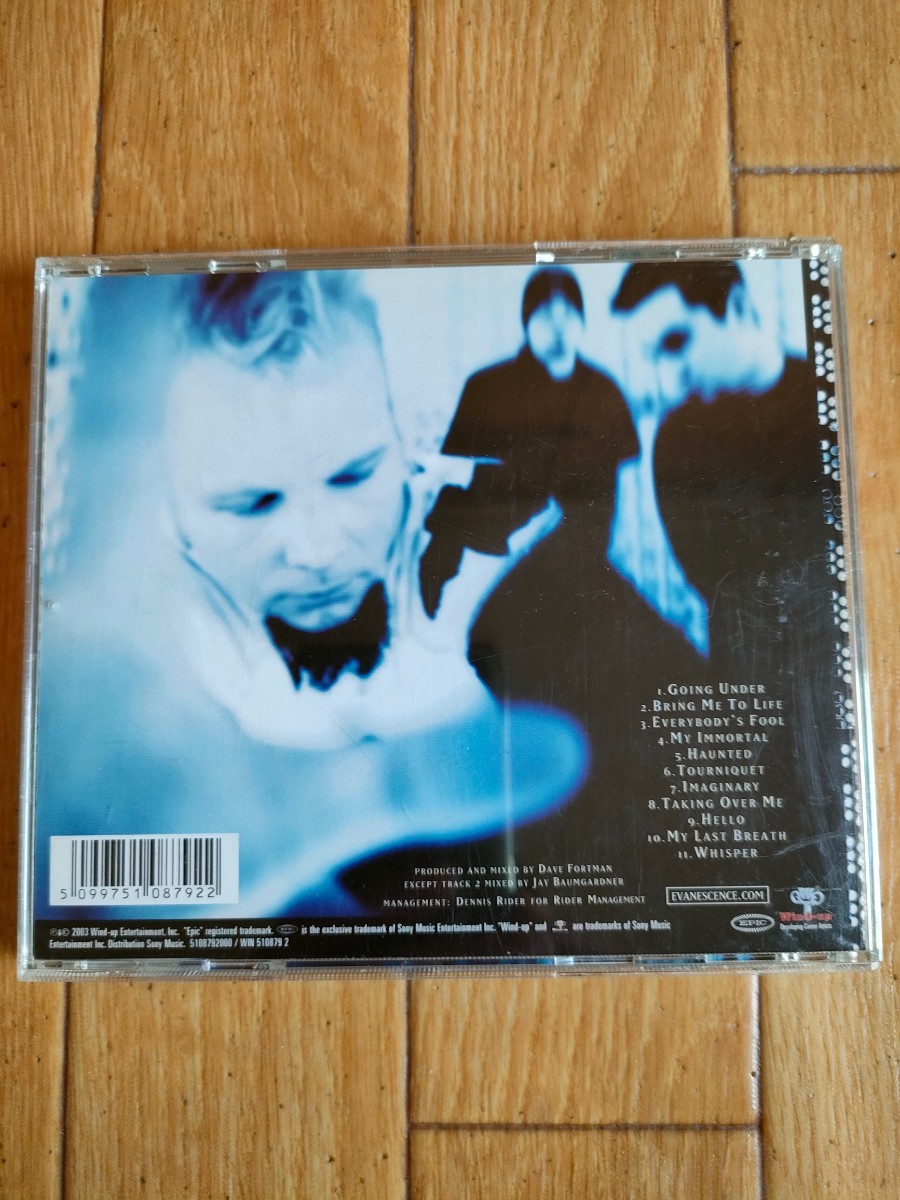 1.Going Under
2.Bring Me To Life
3.Everybody's Fool
4.My Immortal
5.Haunted
6.Tourniquet
7.Imaginary
8.Taking Over Me
9.Hello
10.My Last Breath
11.Whisper
Produced and mixed by Dave Fortman
except track 2 mixed by Jay Baumgardner
Management: Dennis Rider for Rider Management
EVANESCENCE.COM
EPIC
Wind-up
5 099751 087922
℗&© 2003 Wind-up Entertainment, Inc. "Epic" registered trademark. epic is the exclusive trademark of Sony Music Entertainment Inc. "Wind-up" and are trademarks of Sony Music
Entertainment Inc. Distribution Sony Music. 5108792000 / WIN 510879 2